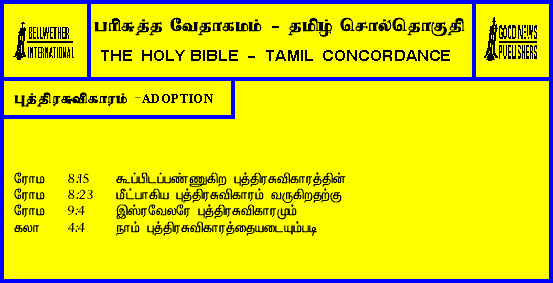 BELLWETHER
INTERNATIONAL
பரிசுத்த வேதாகமம் - தமிழ் சொல்தொகுதி
THE HOLY BIBLE - TAMIL CONCORDANCE
GOOD NEWS
PUBLISHERS
புத்திரசுவிகாரம் -ADOPTION
ரோம 8:15 கூப்பிடப்பண்ணுகிற புத்திரசுவிகாரத்தின்
ரோம 8:23 மீட்பாகிய புத்திரசுவிகாரம் வருகிறதற்கு
ரோம 9:4 இஸ்ரவேலரே புத்திரசுவிகாரமும்
கலா 4:4 நாம் புத்திரசுவிகாரத்தையடையும்படி